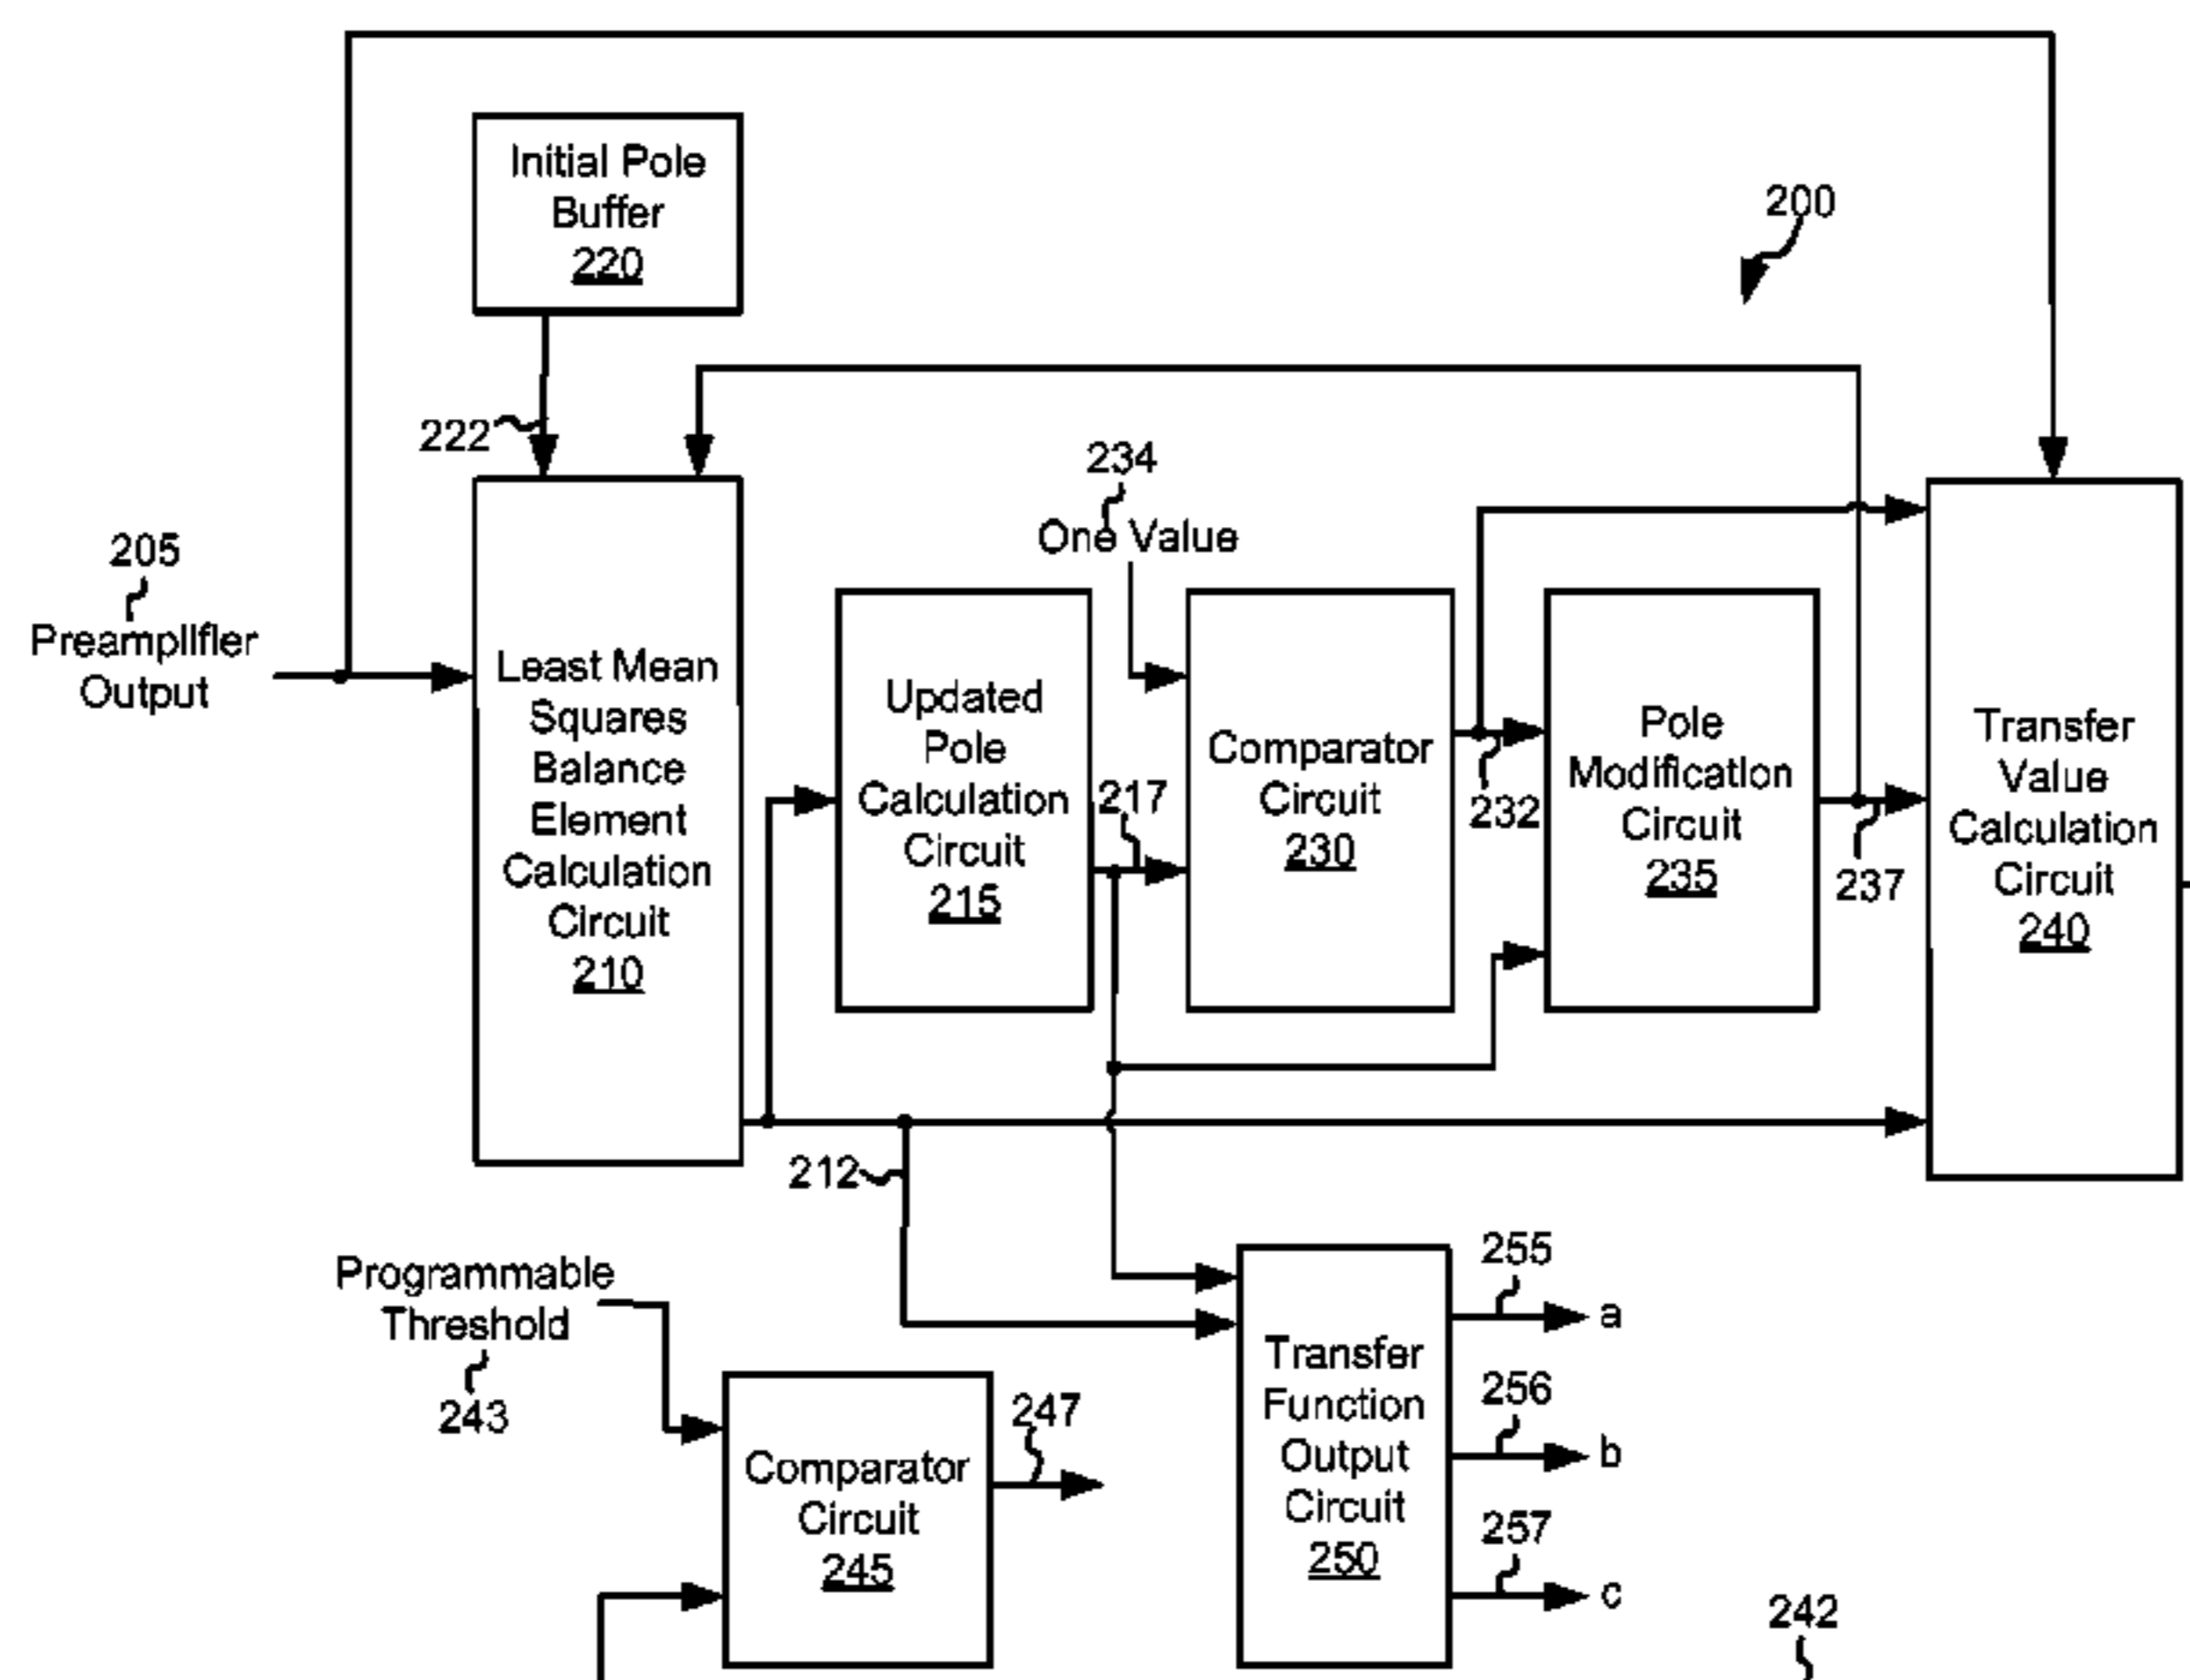 Initial Pole
Buffer
220
200
222
234
One Value
205
Preamplifier
Output
Least Mean
Squares
Balance
Element
Calculation
Circuit
210
Updated
Pole
Calculation
Circuit
215
217
Comparator
Circuit
230
232
Pole
Modification
Circuit
235
237
Transfer
Value
Calculation
Circuit
240
212
Programmable
Threshold
243
Comparator
Circuit
245
247
Transfer
Function
Output
Circuit
250
255
a
256
b
257
c
242